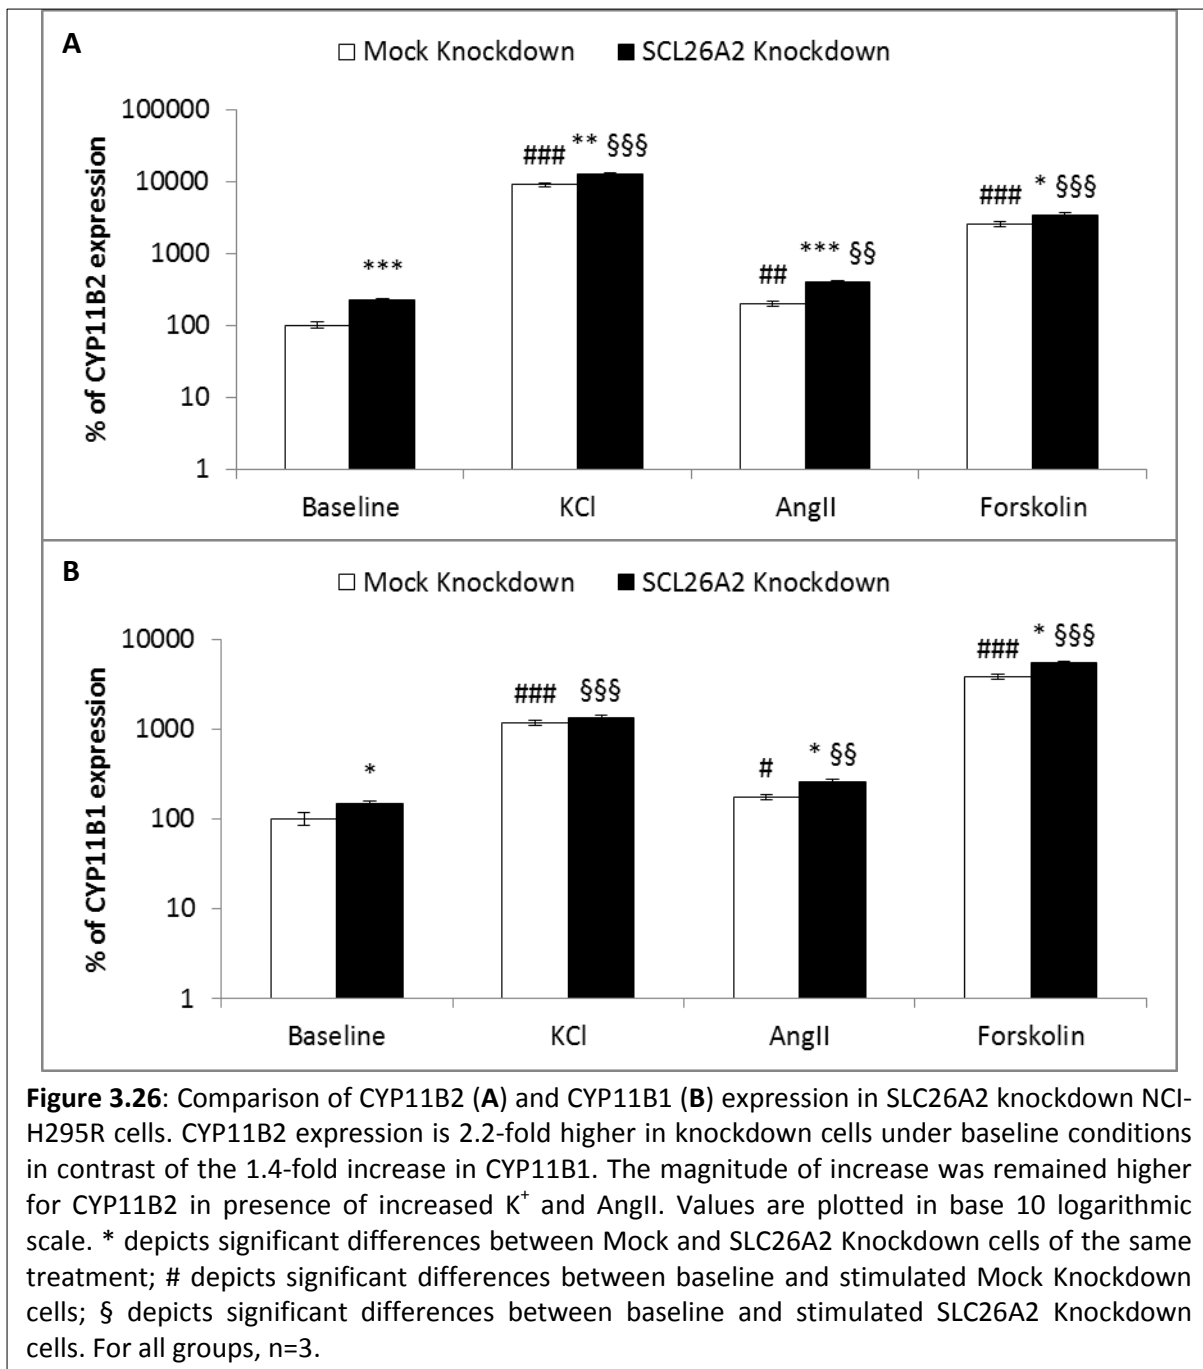 A
Mock Knockdown SCL26A2 Knockdown
% of CYP11B2 expression
100000
10000
1000
100
10
1
***
### ** §§§
## *** §§
### * §§§
Baseline KCl AngII Forskolin
B
Mock Knockdown SCL26A2 Knockdown
% of CYP11B1 expression
10000
1000
100
10
1
*
### §§§
# * §§
### * §§§
Baseline KCl AngII Forskolin
Figure 3.26: Comparison of CYP11B2 (A) and CYP11B1 (B) expression in SLC26A2 knockdown NCI-
H295R cells. CYP11B2 expression is 2.2-fold higher in knockdown cells under baseline conditions
in contrast of the 1.4-fold increase in CYP11B1. The magnitude of increase was remained higher
for CYP11B2 in presence of increased K⁺ and AngII. Values are plotted in base 10 logarithmic
scale. * depicts significant differences between Mock and SLC26A2 Knockdown cells of the same
treatment; # depicts significant differences between baseline and stimulated Mock Knockdown
cells; § depicts significant differences between baseline and stimulated SLC26A2 Knockdown
cells. For all groups, n=3.